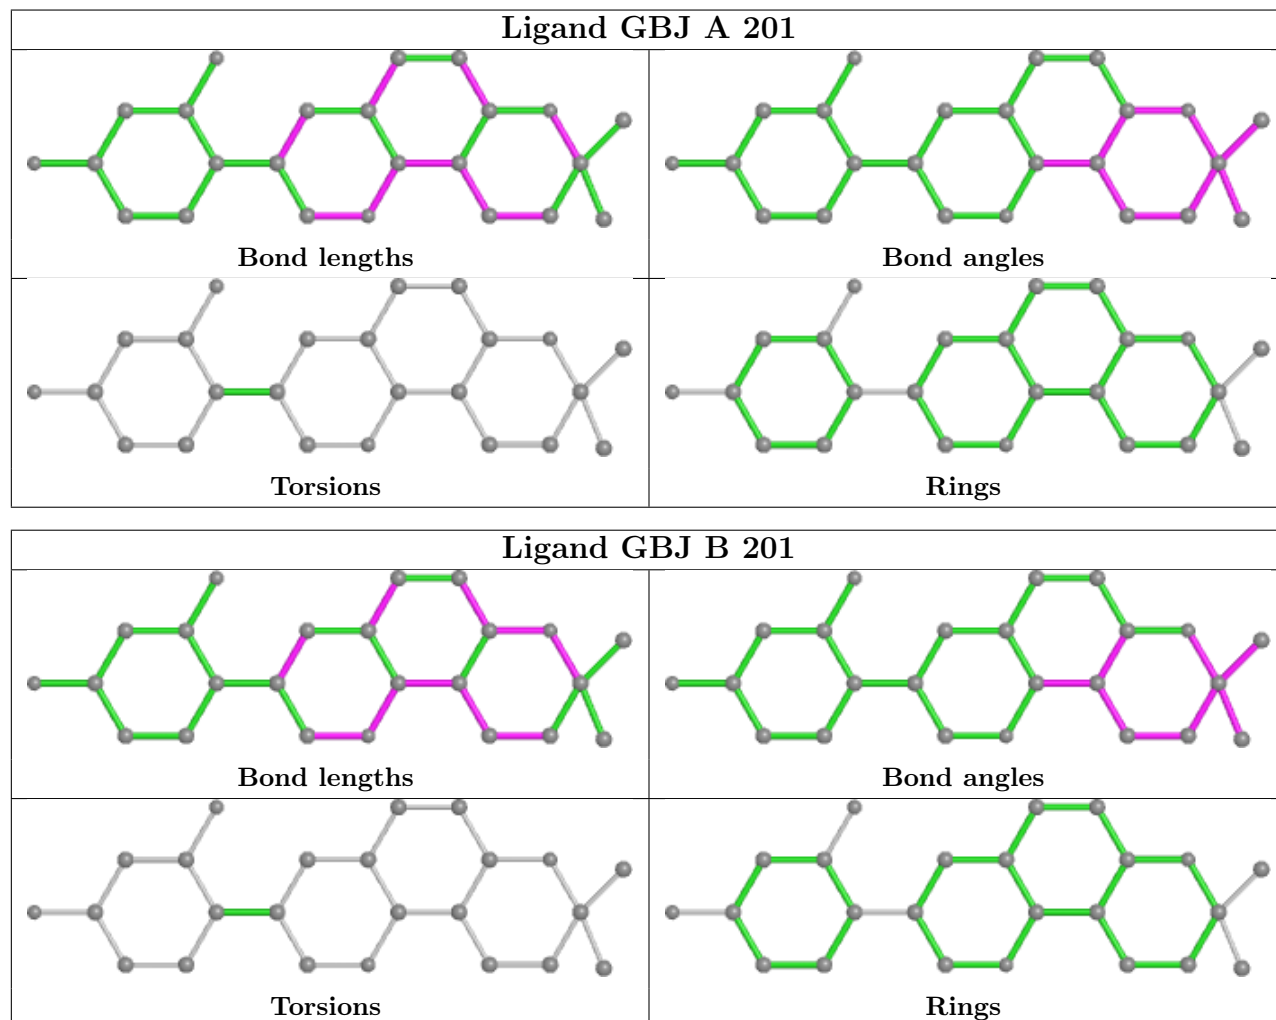 Ligand GBJ A 201
Bond lengths
Bond angles
Torsions
Rings
Ligand GBJ B 201
Bond lengths
Bond angles
Torsions
Rings